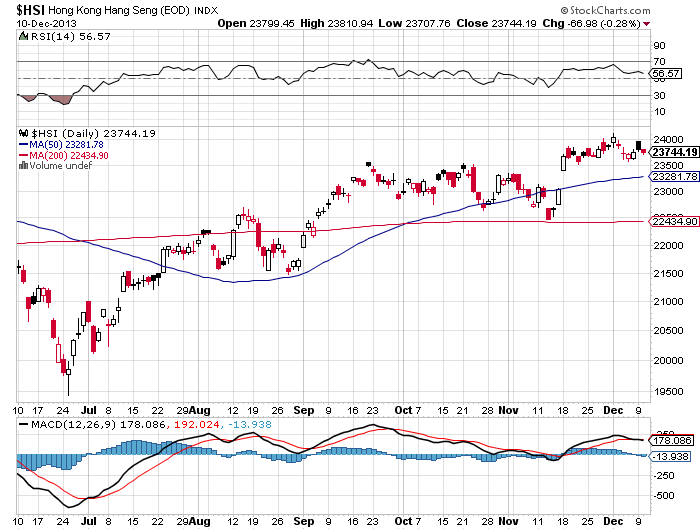 $HSI Hong Kong Hang Seng (EOD) INDX © StockCharts.com
10-Dec-2013 Open 23799.45 High 23810.94 Low 23707.76 Close 23744.19 Chg -66.98 (-0.28%)
RSI(14) 56.57
90
70
56.57
50
30
10
$HSI (Daily) 23744.19
MA(50) 23281.78
MA(200) 22434.90
Volume undef
24000
23744.19
23500
23281.78
23000
22500
22434.90
22000
21500
21000
20500
20000
19500
10 17 24 Jul 8 15 22 29 Aug 12 19 26 Sep 9 16 23 Oct 7 15 21 28 Nov 11 18 25 Dec 9
MACD(12,26,9) 178.086, 192.024, -13.938
178.086
-13.938
-250
-500
10 17 24 Jul 8 15 22 29 Aug 12 19 26 Sep 9 16 23 Oct 7 15 21 28 Nov 11 18 25 Dec 9